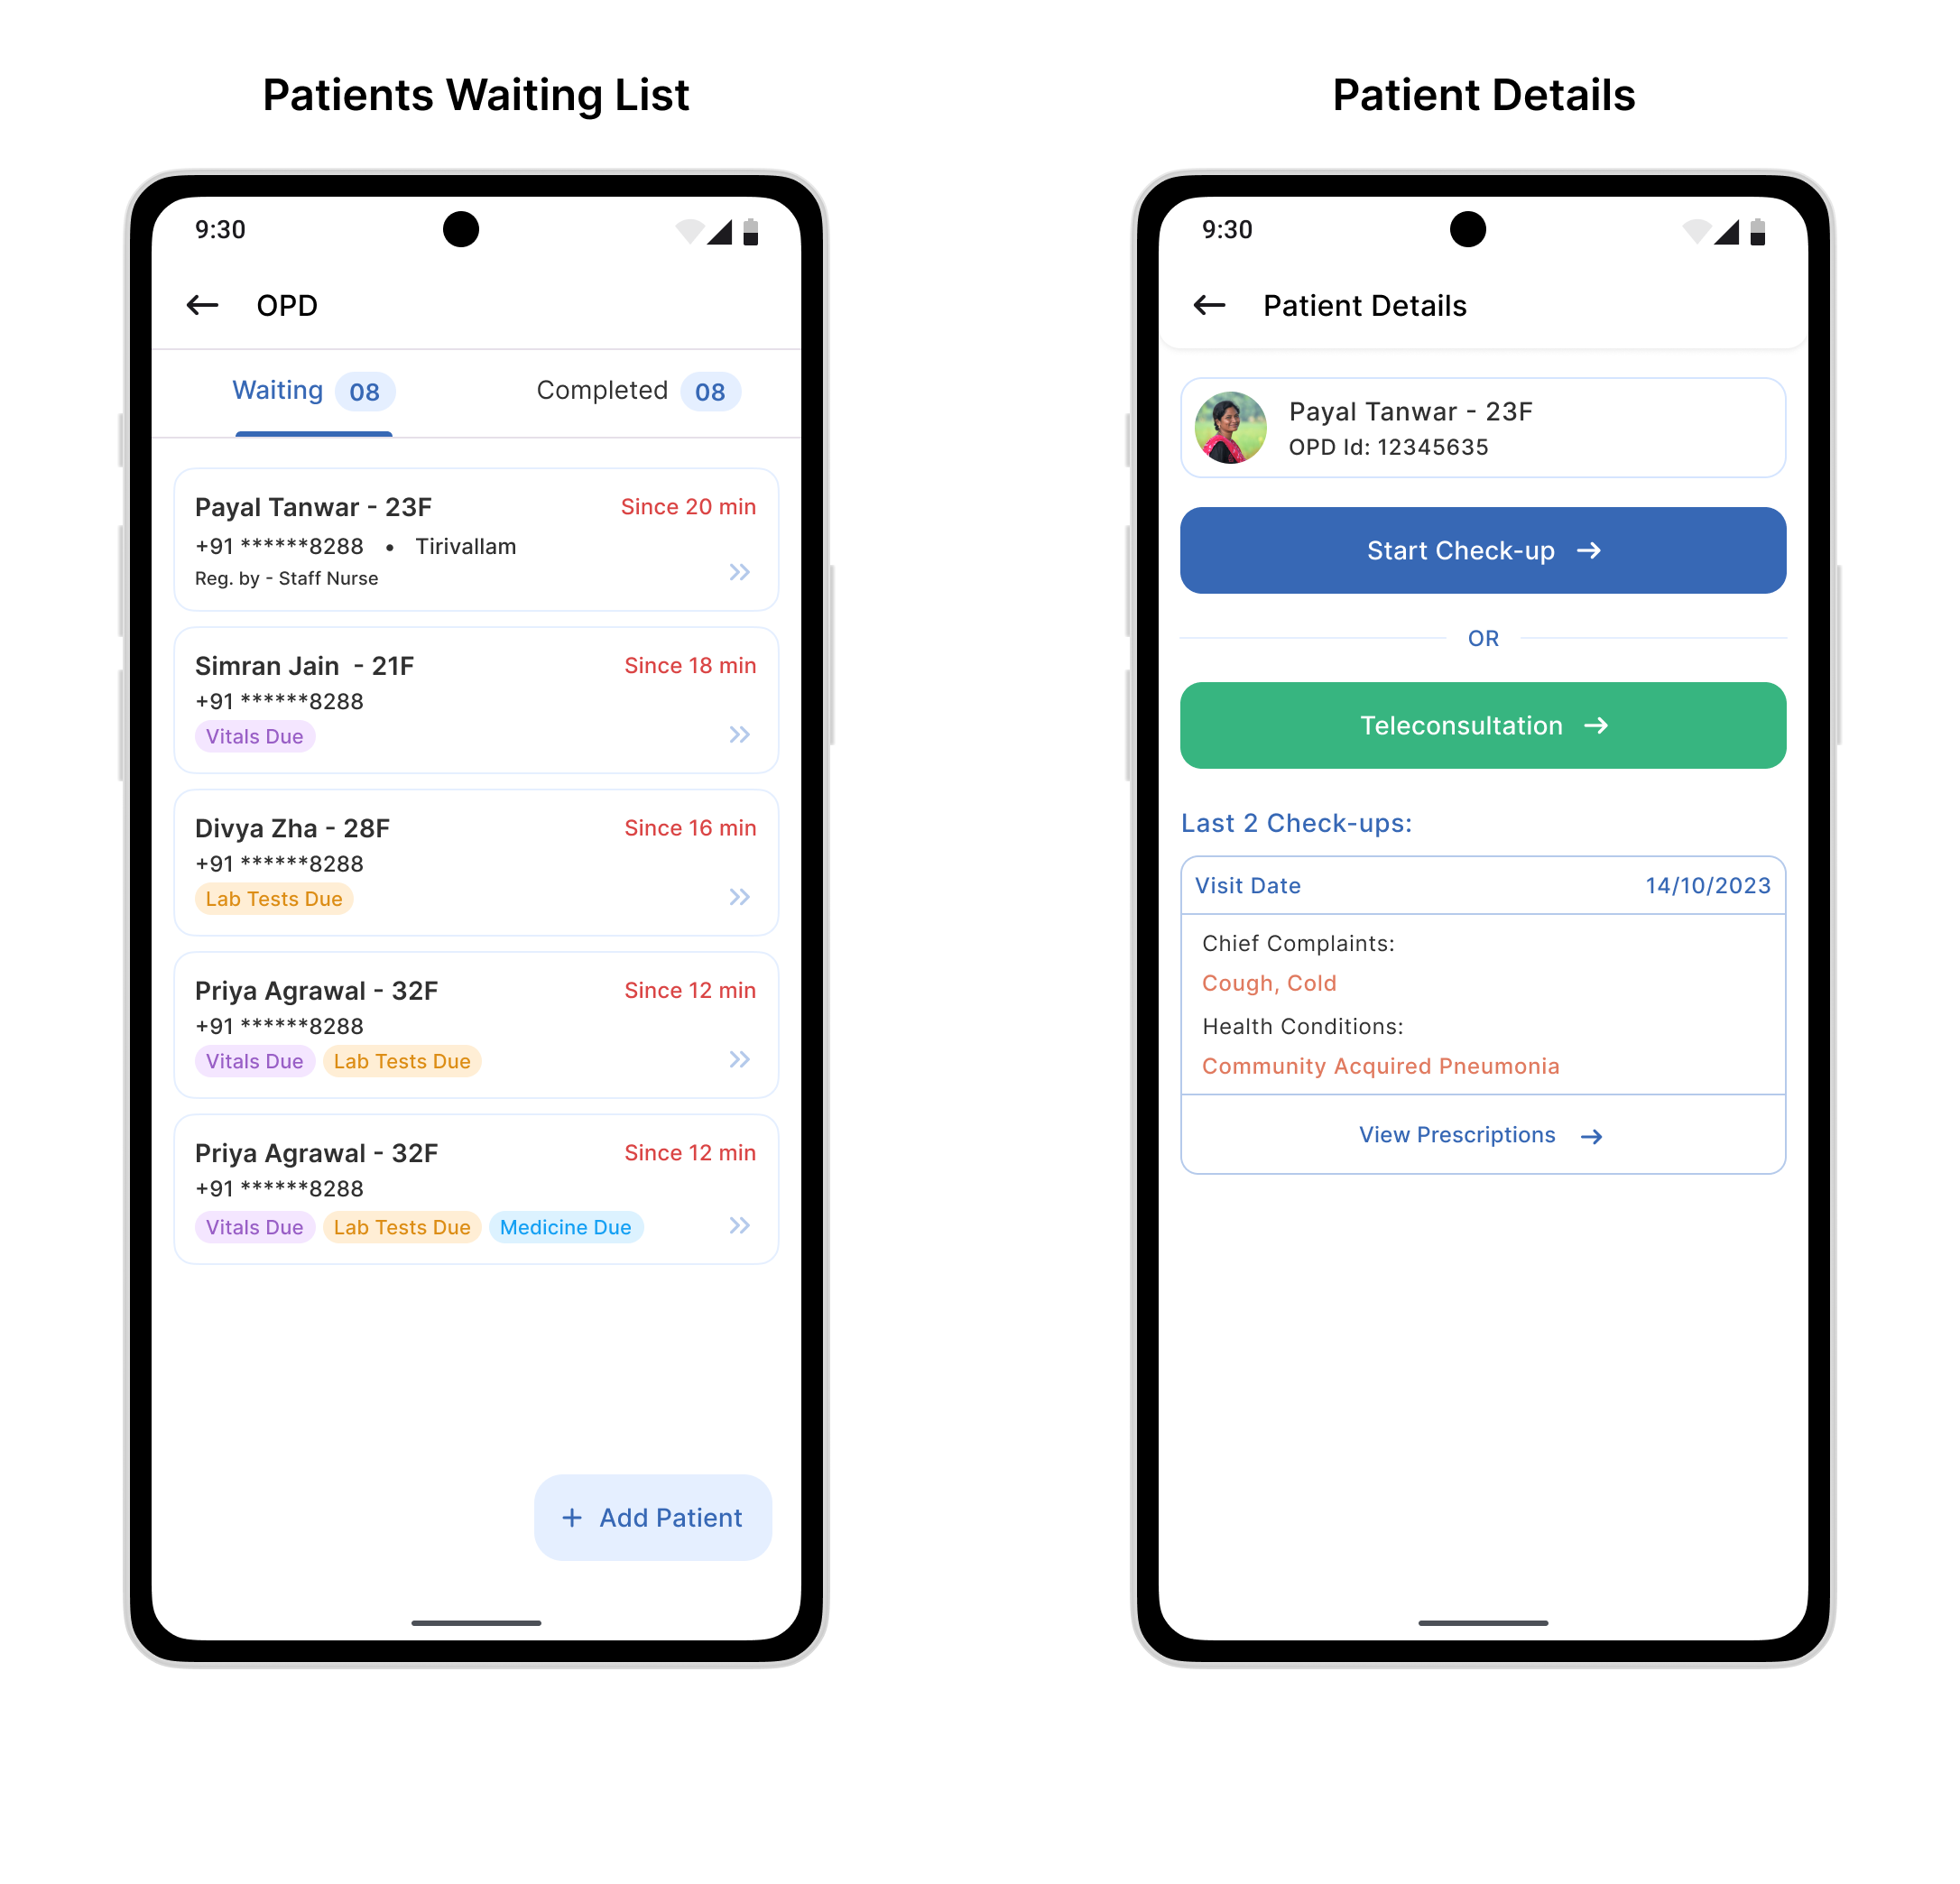 Patients Waiting List
9:30
OPD
Waiting 08
Completed 08
Payal Tanwar - 23F
Since 20 min
+91 ******8288 • Tirivallam
Reg. by - Staff Nurse
Simran Jain - 21F
Since 18 min
+91 ******8288
Vitals Due
Divya Zha - 28F
Since 16 min
+91 ******8288
Lab Tests Due
Priya Agrawal - 32F
Since 12 min
+91 ******8288
Vitals Due Lab Tests Due
Priya Agrawal - 32F
Since 12 min
+91 ******8288
Vitals Due Lab Tests Due Medicine Due
+ Add Patient
Patient Details
9:30
Patient Details
Payal Tanwar - 23F
OPD Id: 12345635
Start Check-up
OR
Teleconsultation
Last 2 Check-ups:
Visit Date 14/10/2023
Chief Complaints:
Cough, Cold
Health Conditions:
Community Acquired Pneumonia
View Prescriptions